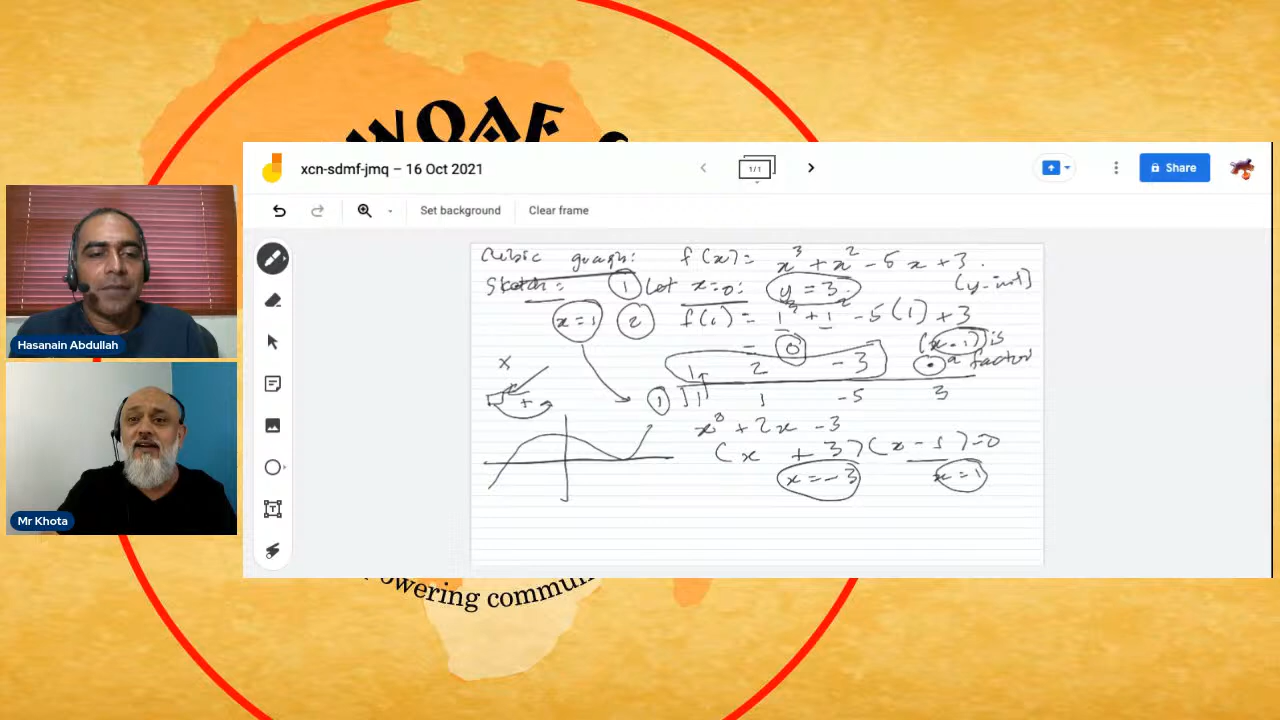 WQAF
xcn-sdmf-jmq – 16 Oct 2021
1/1
Share
Set background
Clear frame
Cubic graph: f(x) = x³ + x² - 5x + 3.
Sketch: ① Let x=0: y = 3. (y-int)
x=1 ② f(1) = 1³ + 1² - 5(1) + 3
= 0 (x-1) is
a factor
1 2 -3
1 1 1 -5 3
x
+
x² + 2x - 3
(x + 3)(x - 1) = 0
x = -3 x = 1
Hasanain Abdullah
Mr Khota
powering commun